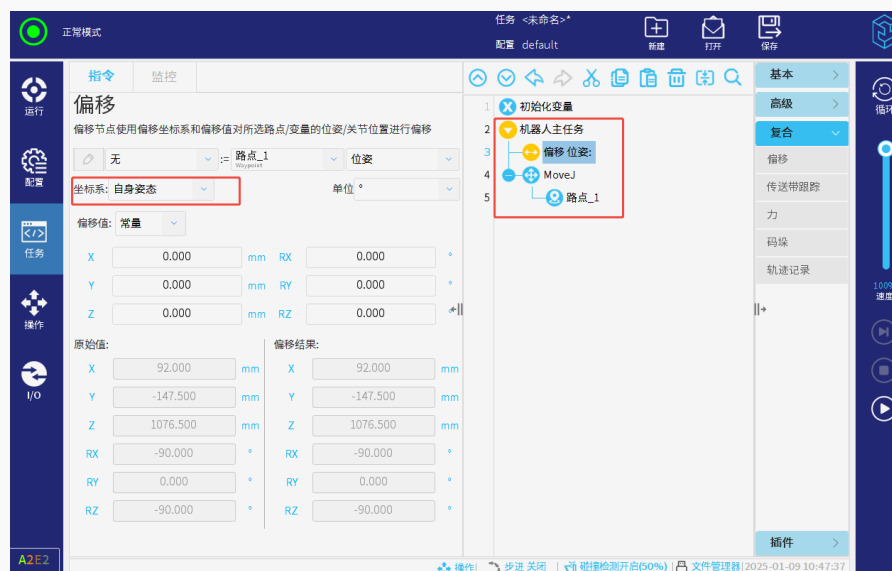 正常模式
任务 <未命名>*
配置 default
新建
打开
保存
运行
配置
任务
操作
I/O
A2E2
指令 监控
偏移
偏移节点使用偏移坐标系和偏移值对所选路点/变量的位姿/关节位置进行偏移
无 := 路点_1 位姿
Waypoint
坐标系: 自身姿态 单位 °
偏移值: 常量
X 0.000 mm RX 0.000 °
Y 0.000 mm RY 0.000 °
Z 0.000 mm RZ 0.000 °
原始值: 偏移结果:
X 92.000 mm X 92.000 mm
Y -147.500 mm Y -147.500 mm
Z 1076.500 mm Z 1076.500 mm
RX -90.000 ° RX -90.000 °
RY 0.000 ° RY 0.000 °
RZ -90.000 ° RZ -90.000 °
1 初始化变量
2 机器人主任务
3 偏移 位姿:
4 MoveJ
5 路点_1
基本
高级
复合
偏移
传送带跟踪
力
码垛
轨迹记录
插件
循环
100%
速度
操作 | 步进 关闭 | 碰撞检测开启(50%) | 文件管理器 | 2025-01-09 10:47:37